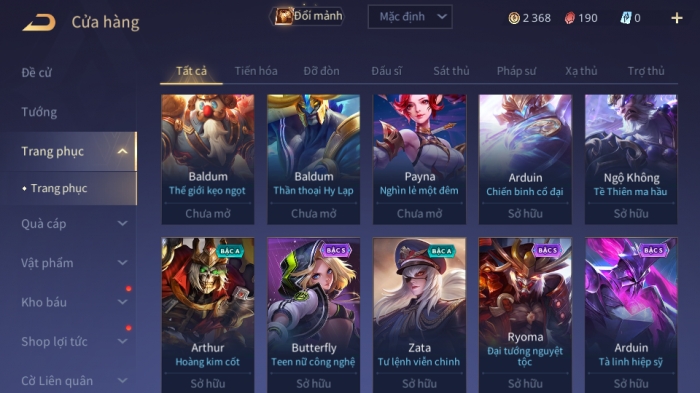 Cửa hàng
Đổi mảnh
Mặc định
2 368
190
0
Đề cử
Tướng
Trang phục
Trang phục
Quà cáp
Vật phẩm
Kho báu
Shop lợi tức
Cờ Liên quân
Tất cả Tiến hóa Đỡ đòn Đấu sĩ Sát thủ Pháp sư Xạ thủ Trợ thủ
Baldum
Thế giới kẹo ngọt
Chưa mở
Baldum
Thần thoại Hy Lạp
Chưa mở
Payna
Nghìn lẻ một đêm
Chưa mở
Arduin
Chiến binh cổ đại
Sở hữu
Ngộ Không
Tề Thiên ma hầu
Sở hữu
BẬC A
Arthur
Hoàng kim cốt
Sở hữu
BẬC S
Butterfly
Teen nữ công nghệ
Sở hữu
BẬC A
Zata
Tư lệnh viễn chinh
Sở hữu
BẬC S
Ryoma
Đại tướng nguyệt
tộc
Sở hữu
BẬC S
Arduin
Tà linh hiệp sỹ
Sở hữu